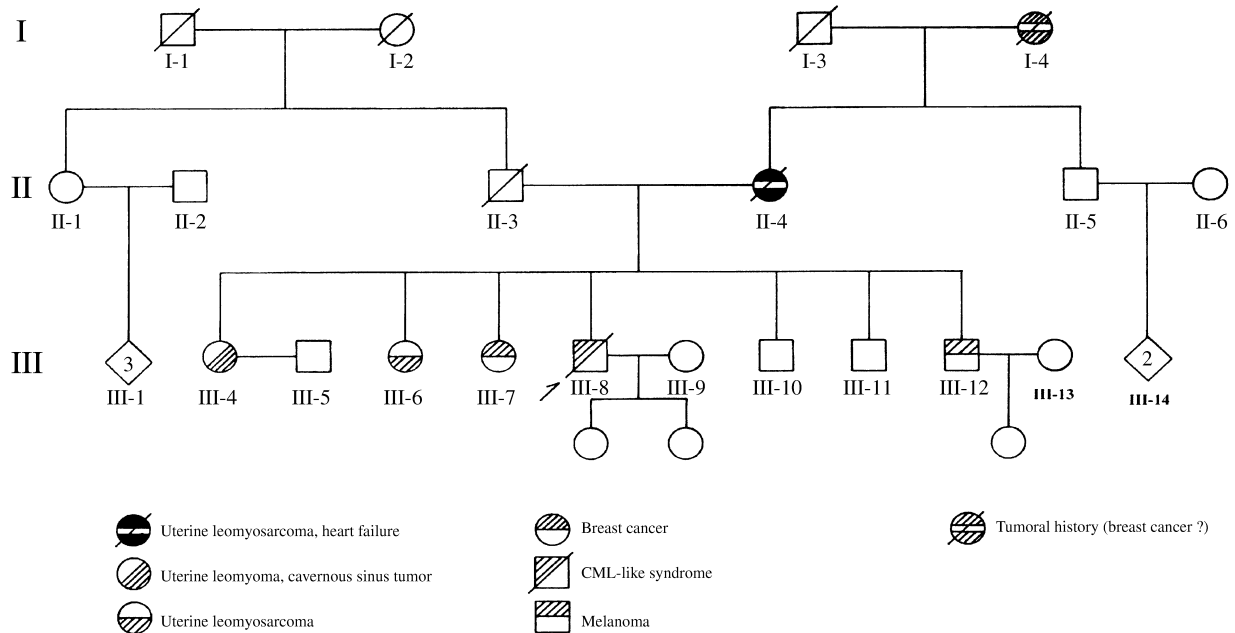 I
I-1
I-2
I-3
I-4
II
II-1
II-2
II-3
II-4
II-5
II-6
III
3
2
III-1
III-4
III-5
III-6
III-7
III-8
III-9
III-10
III-11
III-12
III-13
III-14
Uterine leomyosarcoma, heart failure
Uterine leomyoma, cavernous sinus tumor
Uterine leomyosarcoma
Breast cancer
CML-like syndrome
Melanoma
Tumoral history (breast cancer ?)